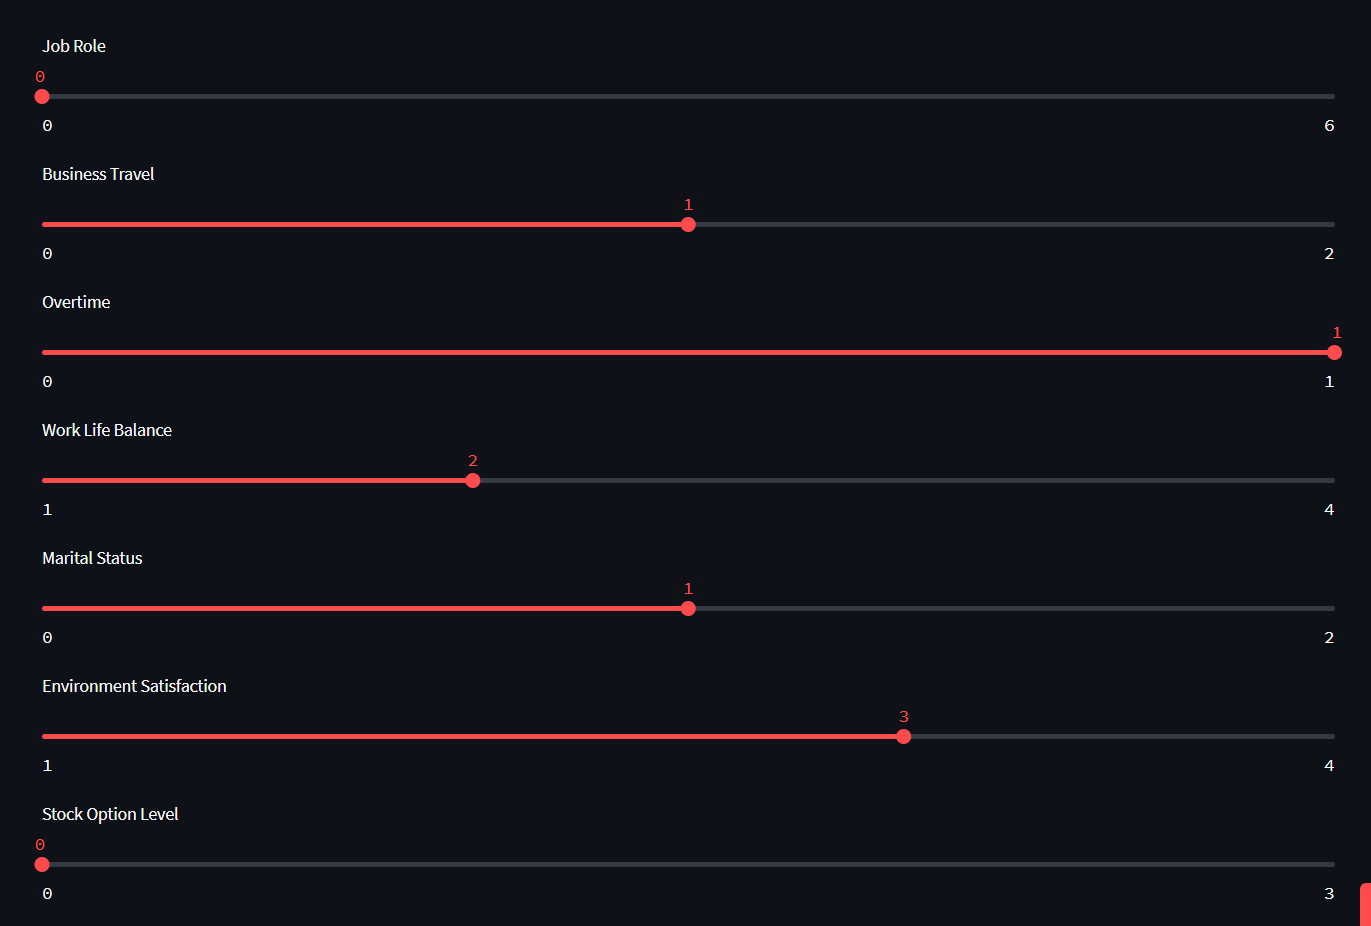 Job Role
0
0 6
Business Travel
1
0 2
Overtime
1
0 1
Work Life Balance
2
1 4
Marital Status
1
0 2
Environment Satisfaction
3
1 4
Stock Option Level
0
0 3